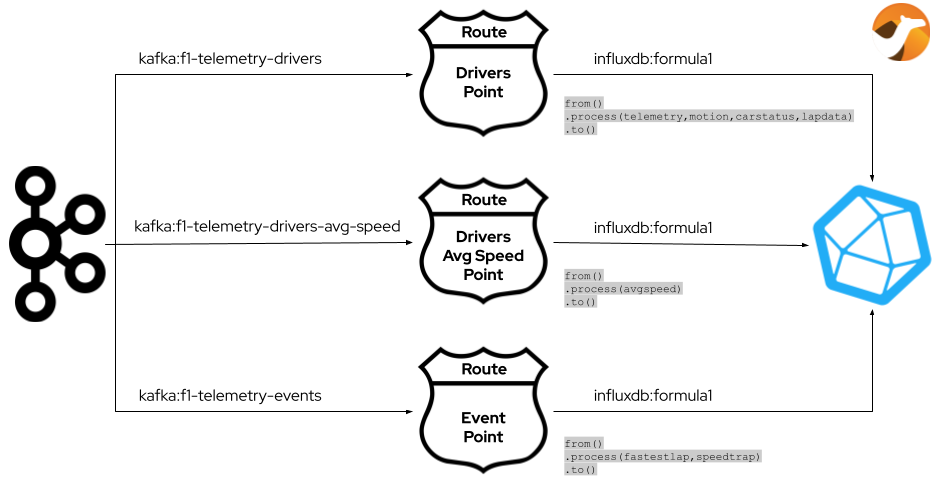 kafka:f1-telemetry-drivers
Route
Drivers
Point
influxdb:formula1
from()
.process(telemetry,motion,carstatus,lapdata)
.to()
kafka:f1-telemetry-drivers-avg-speed
Route
Drivers
Avg Speed
Point
influxdb:formula1
from()
.process(avgspeed)
.to()
kafka:f1-telemetry-events
Route
Event
Point
influxdb:formula1
from()
.process(fastestlap,speedtrap)
.to()